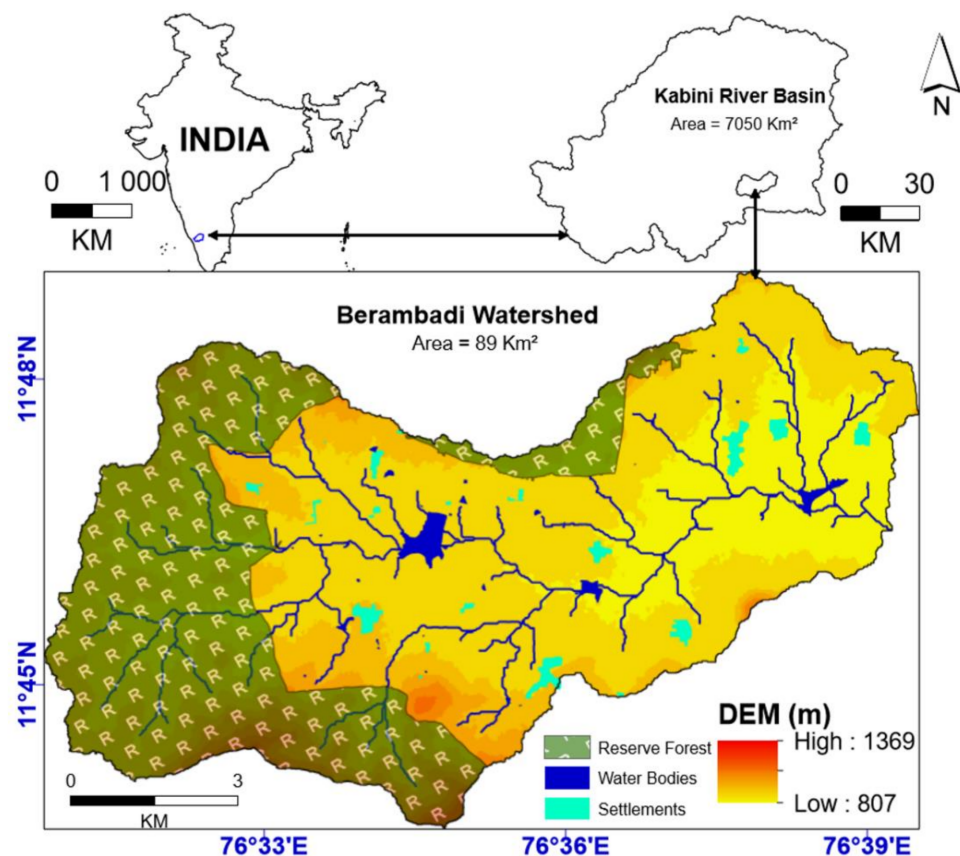 INDIA
0 1 000
KM
Kabini River Basin
Area = 7050 Km²
N
0 30
KM
Berambadi Watershed
Area = 89 Km²
11°48'N
11°45'N
R
DEM (m)
High : 1369
Low : 807
Reserve Forest
Water Bodies
Settlements
0 3
KM
76°33'E 76°36'E 76°39'E